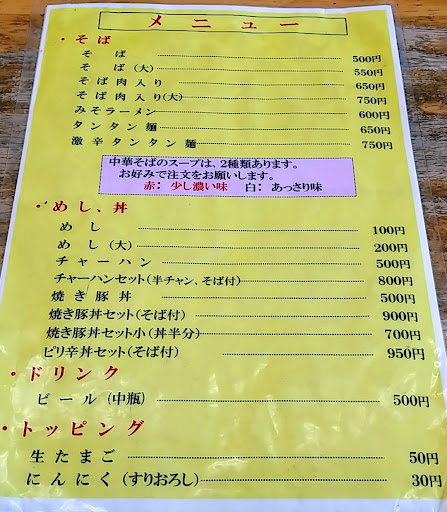 メニュー
・そば
そば 500円
そば(大) 550円
そば肉入り 650円
そば肉入り(大) 750円
みそラーメン 600円
タンタン麺 650円
激辛タンタン麺 750円
中華そばのスープは、2種類あります。
お好みで注文をお願いします。
赤： 少し濃い味 白： あっさり味
・めし、丼
めし 100円
めし(大) 200円
チャーハン 500円
チャーハンセット(半チャン、そば付) 800円
焼き豚丼 500円
焼き豚丼セット(そば付) 900円
焼き豚丼セット小(丼半分) 700円
ピリ辛丼セット(そば付) 950円
・ドリンク
ビール(中瓶) 500円
・トッピング
生たまご 50円
にんにく(すりおろし) 30円